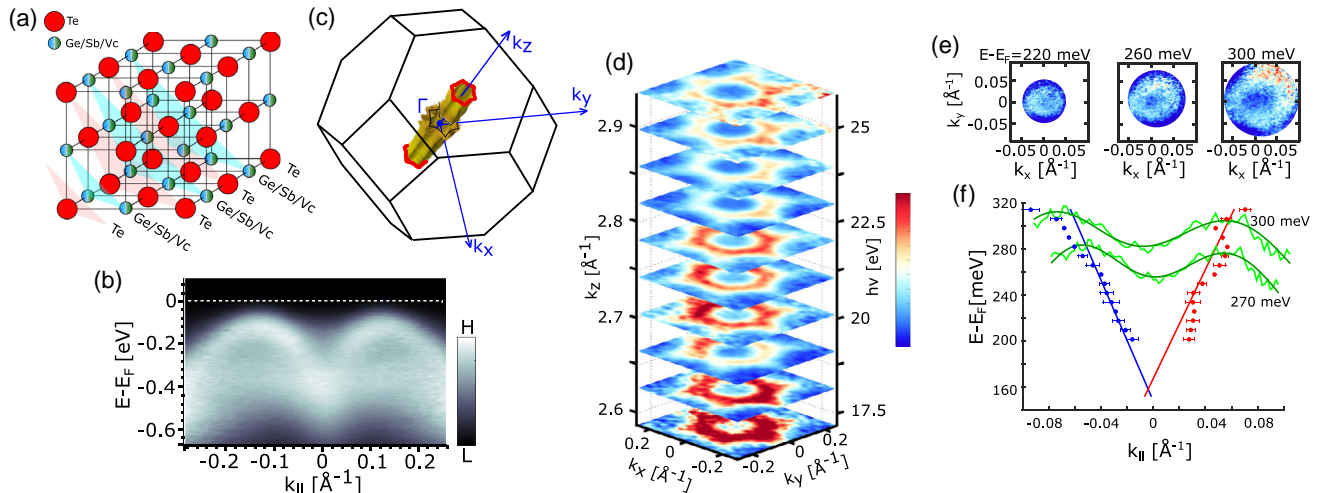 (a)
Te
Ge/Sb/Vc
Te
Ge/Sb/Vc
Te
Ge/Sb/Vc
Te
Ge/Sb/Vc
Te
(b)
0
-0.2
-0.4
-0.6
E-E_F [eV]
-0.2 -0.1 0 0.1 0.2
k_|| [Å⁻¹]
H
L
(c)
k_z
Γ
k_y
k_x
(d)
2.9
2.8
2.7
2.6
k_z [Å⁻¹]
25
22.5
20
17.5
hν [eV]
0.2 0 -0.2
k_x [Å⁻¹]
-0.2 0 0.2
k_y [Å⁻¹]
(e)
E-E_F=220 meV 260 meV 300 meV
0.05
0
-0.05
k_y [Å⁻¹]
-0.05 0 0.05 -0.05 0 0.05 -0.05 0 0.05
k_x [Å⁻¹] k_x [Å⁻¹] k_x [Å⁻¹]
(f)
320
280
240
200
160
E-E_F[meV]
300 meV
270 meV
-0.08 -0.04 0 0.04 0.08
k_|| [Å⁻¹]